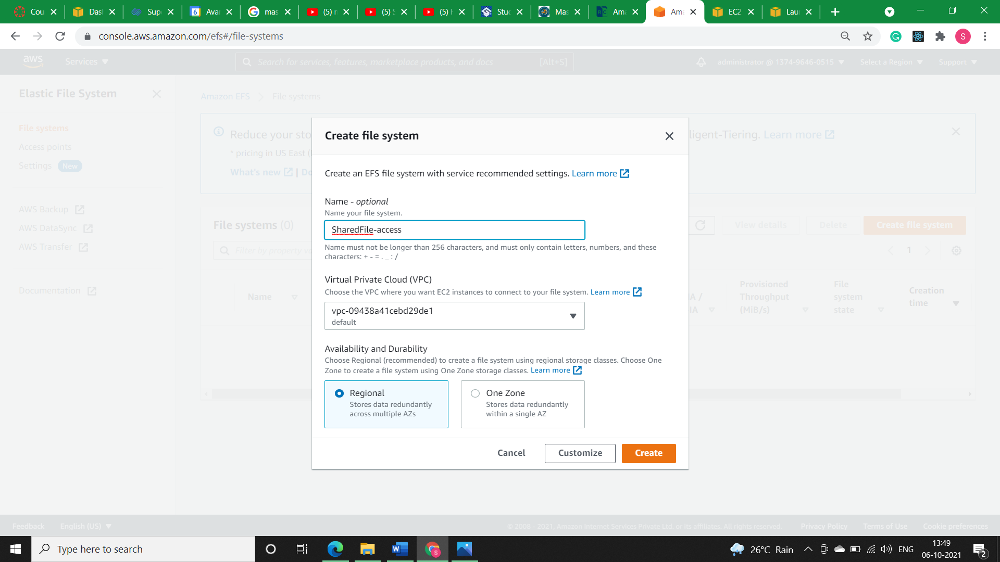 Cou
Das
Sup
6
Ava
mas
(5) r
(5) S
(5) H
Stud
Mas
Ama
Ama
EC2
Lau
console.aws.amazon.com/efs#/file-systems
S
aws
Services
Search for services, features, marketplace products, and docs
[Alt+S]
administrator @ 1374-9646-0515
Select a Region
Support
Elastic File System
File systems
Access points
Settings New
AWS Backup
AWS DataSync
AWS Transfer
Documentation
Amazon EFS
File systems
Reduce your sto
ligent-Tiering. Learn more
* pricing in US East (
What's new | Do
File systems (0)
View details
Delete
Create file system
Filter by property va
1
Name
A /
IA
Provisioned
Throughput
(MiB/s)
File
system
state
Creation
time
Create file system
Create an EFS file system with service recommended settings. Learn more
Name - optional
Name your file system.
SharedFile-access
Name must not be longer than 256 characters, and must only contain letters, numbers, and these
characters: + - = . _ : /
Virtual Private Cloud (VPC)
Choose the VPC where you want EC2 instances to connect to your file system. Learn more
vpc-09438a41cebd29de1
default
Availability and Durability
Choose Regional (recommended) to create a file system using regional storage classes. Choose One
Zone to create a file system using One Zone storage classes. Learn more
Regional
Stores data redundantly
across multiple AZs
One Zone
Stores data redundantly
within a single AZ
Cancel
Customize
Create
Feedback
English (US)
© 2008 - 2021, Amazon Internet Services Private Ltd. or its affiliates. All rights reserved.
Privacy Policy
Terms of Use
Cookie preferences
Type here to search
26°C Rain
ENG
13:49
06-10-2021
2